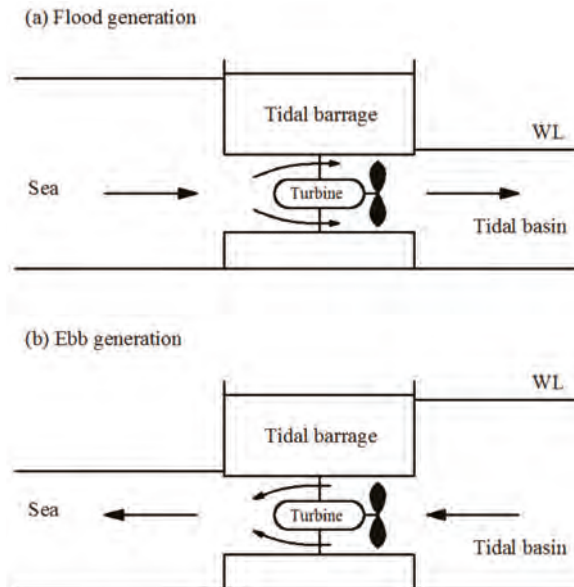 (a) Flood generation
Tidal barrage
WL
Sea
Turbine
Tidal basin
(b) Ebb generation
WL
Tidal barrage
Sea
Turbine
Tidal basin